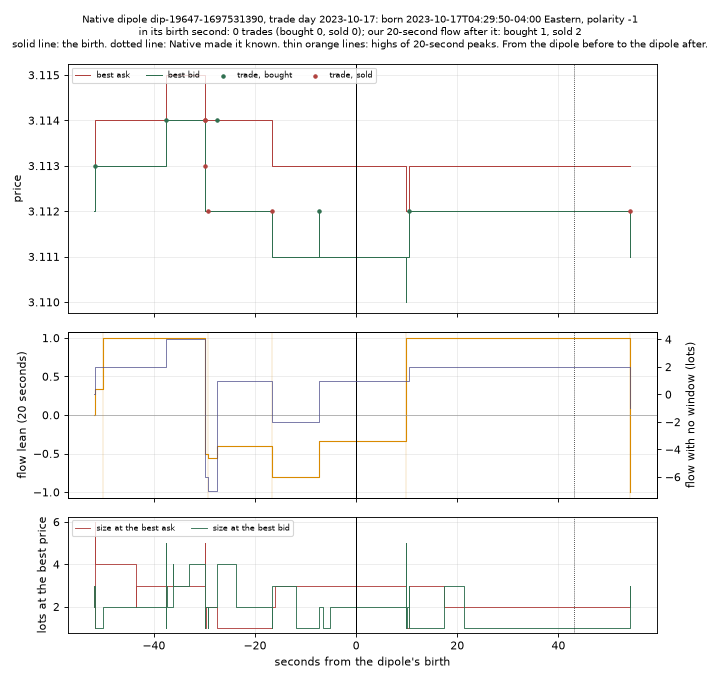 Native dipole dip-19647-1697531390, trade day 2023-10-17: born 2023-10-17T04:29:50-04:00 Eastern, polarity -1
in its birth second: 0 trades (bought 0, sold 0); our 20-second flow after it: bought 1, sold 2
solid line: the birth. dotted line: Native made it known. thin orange lines: highs of 20-second peaks. From the dipole before to the dipole after.
best ask
best bid
trade, bought
trade, sold
3.115
3.114
3.113
3.112
3.111
3.110
price
1.0
0.5
0.0
−0.5
−1.0
flow lean (20 seconds)
4
2
0
−2
−4
−6
flow with no window (lots)
size at the best ask
size at the best bid
6
4
2
lots at the best price
−40
−20
0
20
40
seconds from the dipole's birth